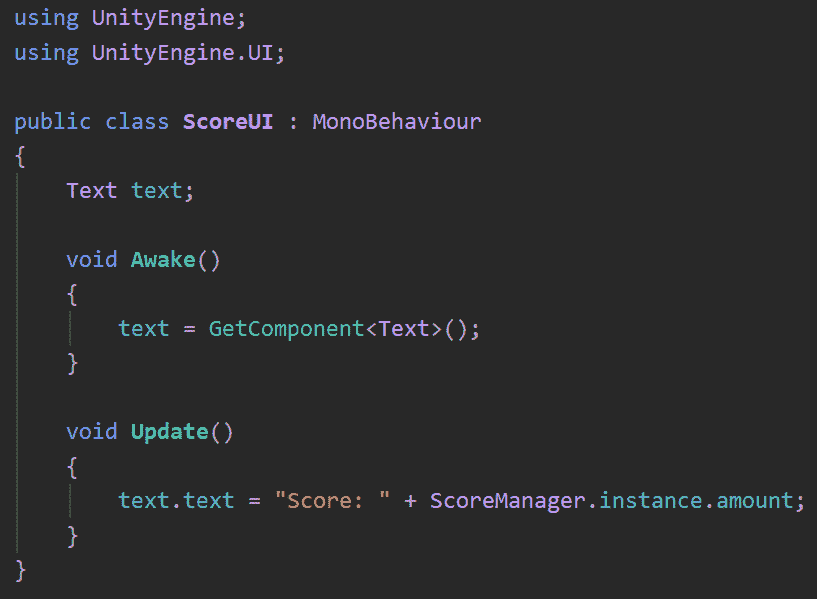 using UnityEngine;
using UnityEngine.UI;
public class ScoreUI : MonoBehaviour
{
Text text;
void Awake()
{
text = GetComponent<Text>();
}
void Update()
{
text.text = "Score: " + ScoreManager.instance.amount;
}
}